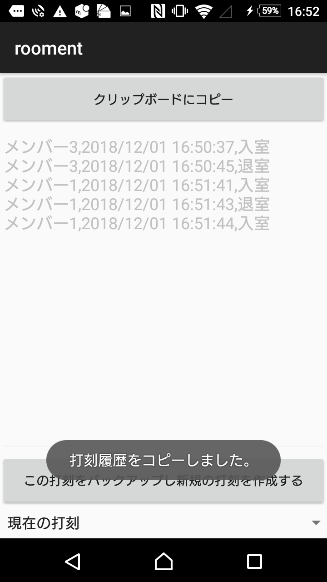 59% 16:52
rooment
クリップボードにコピー
メンバー3,2018/12/01 16:50:37,入室
メンバー3,2018/12/01 16:50:45,退室
メンバー1,2018/12/01 16:51:41,入室
メンバー1,2018/12/01 16:51:43,退室
メンバー1,2018/12/01 16:51:44,入室
打刻履歴をコピーしました。
この打刻をバックアップし新規の打刻を作成する
現在の打刻